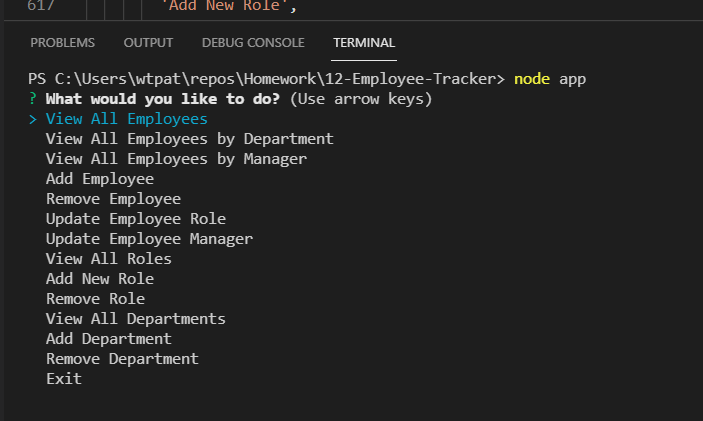 617 'Add New Role',
PROBLEMS OUTPUT DEBUG CONSOLE TERMINAL
PS C:\Users\wtpat\repos\Homework\12-Employee-Tracker> node app
? What would you like to do? (Use arrow keys)
> View All Employees
View All Employees by Department
View All Employees by Manager
Add Employee
Remove Employee
Update Employee Role
Update Employee Manager
View All Roles
Add New Role
Remove Role
View All Departments
Add Department
Remove Department
Exit